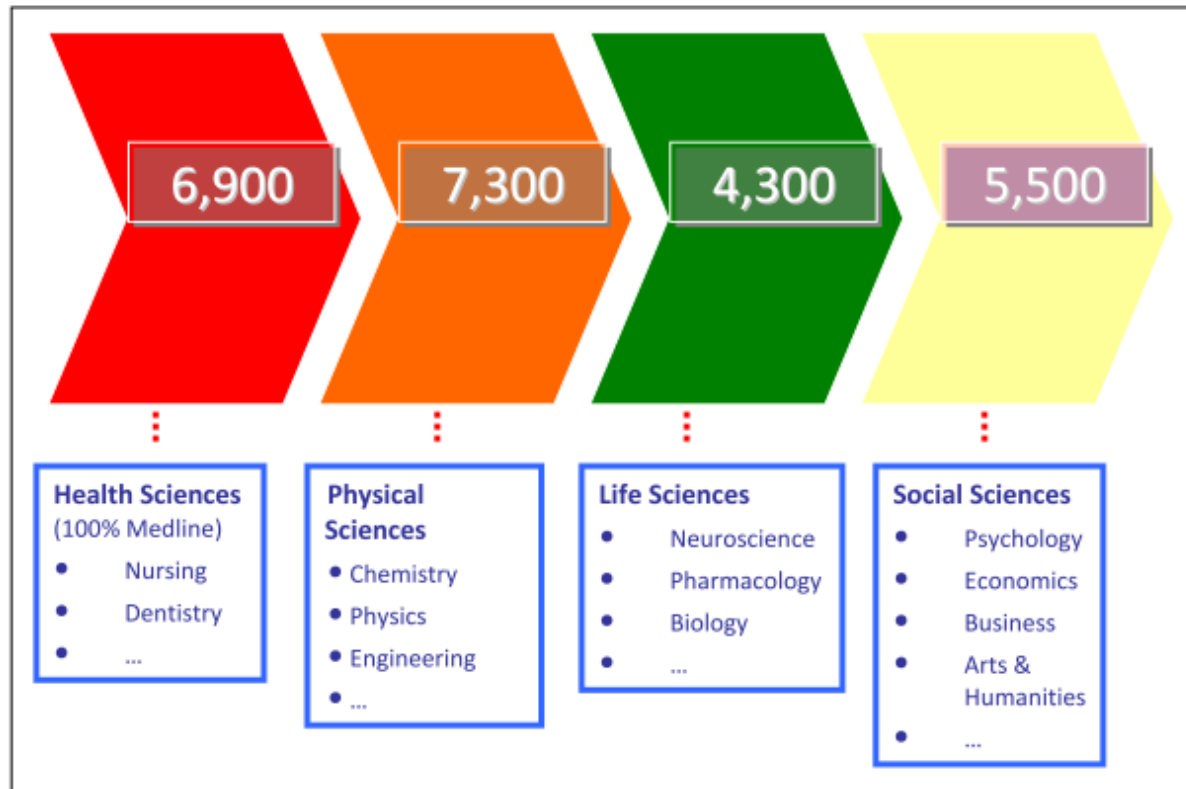 6,900
7,300
4,300
5,500
Health Sciences
(100% Medline)
• Nursing
• Dentistry
• ...
Physical
Sciences
• Chemistry
• Physics
• Engineering
• ...
Life Sciences
• Neuroscience
• Pharmacology
• Biology
• ...
Social Sciences
• Psychology
• Economics
• Business
• Arts &
Humanities
• ...